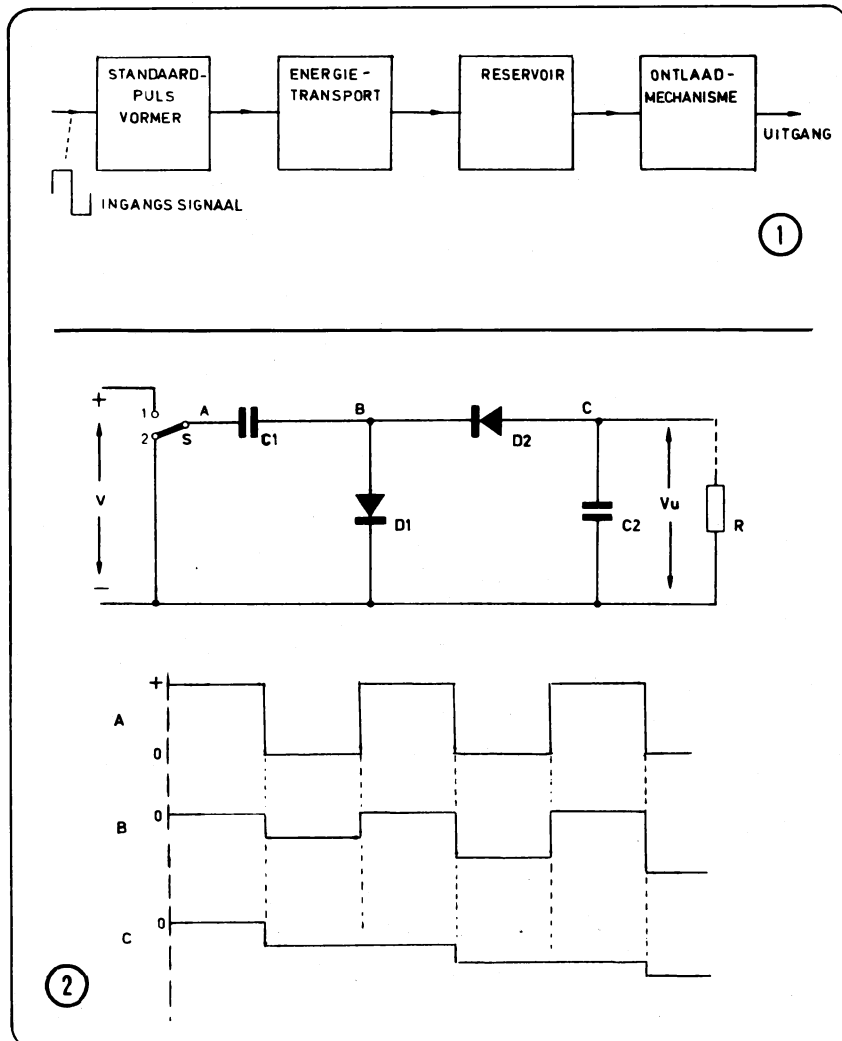 STANDAARD-
PULS
VORMER
ENERGIE-
TRANSPORT
RESERVOIR
ONTLAAD-
MECHANISME
UITGANG
INGANGS SIGNAAL
1
+
1
2
S
A
C1
B
D2
C
V
D1
C2
Vu
R
−
+
A
0
0
B
0
C
2